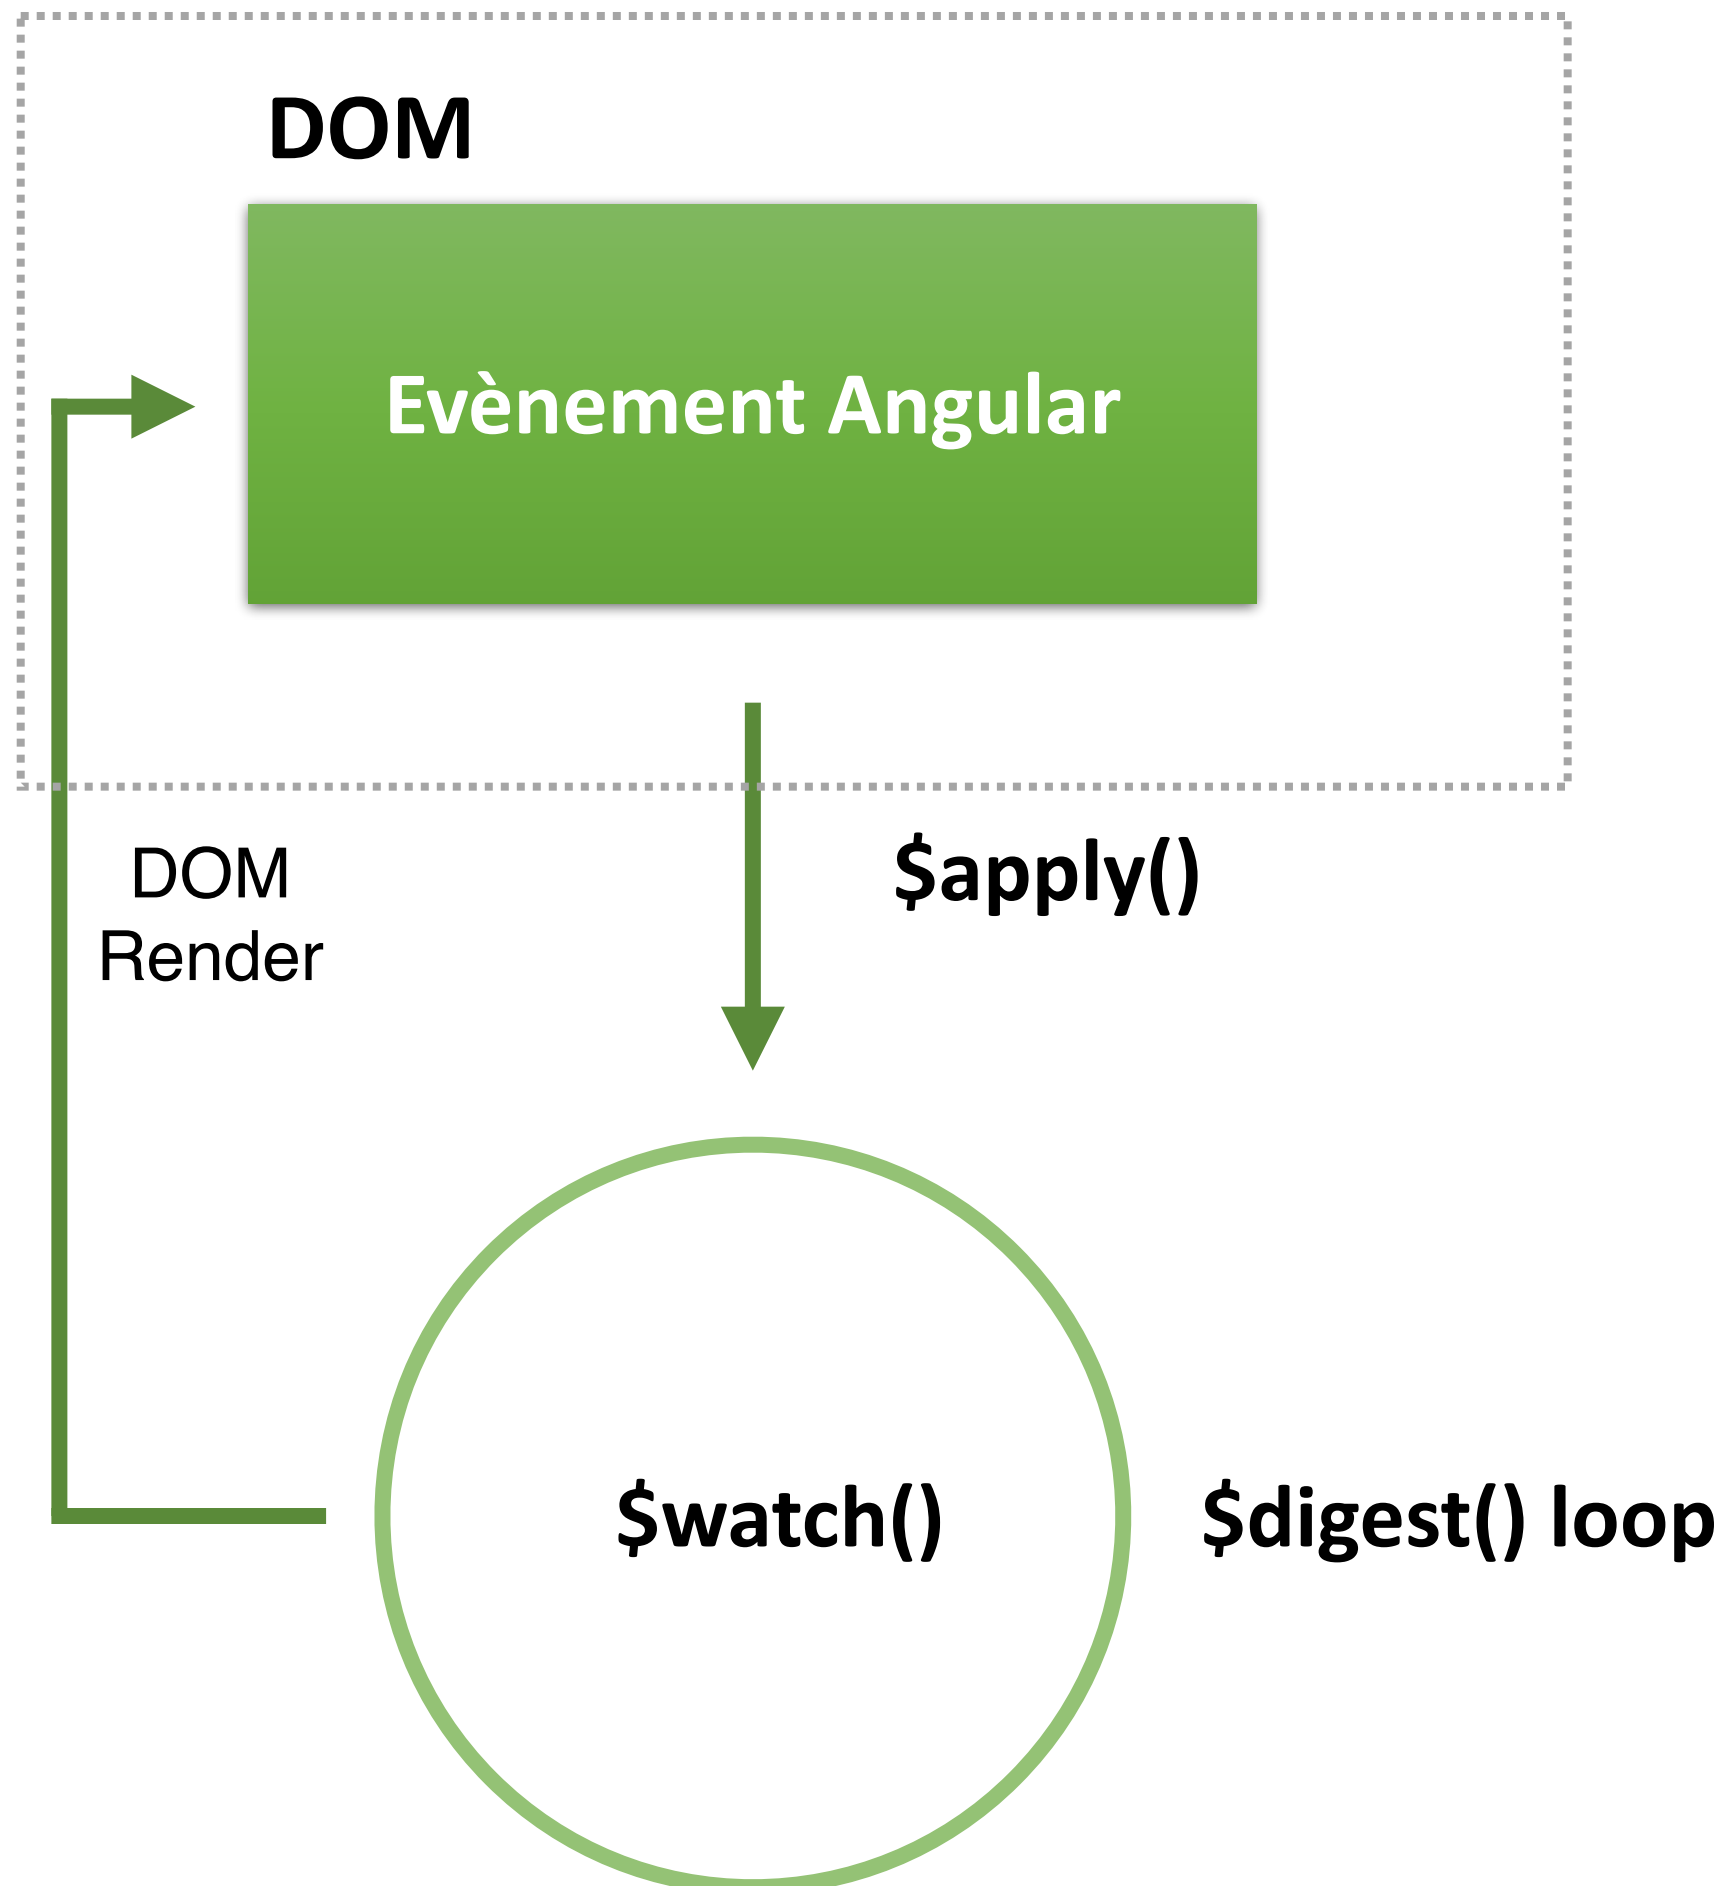 DOM
Evènement Angular
DOM
Render
$apply()
$watch()
$digest() loop